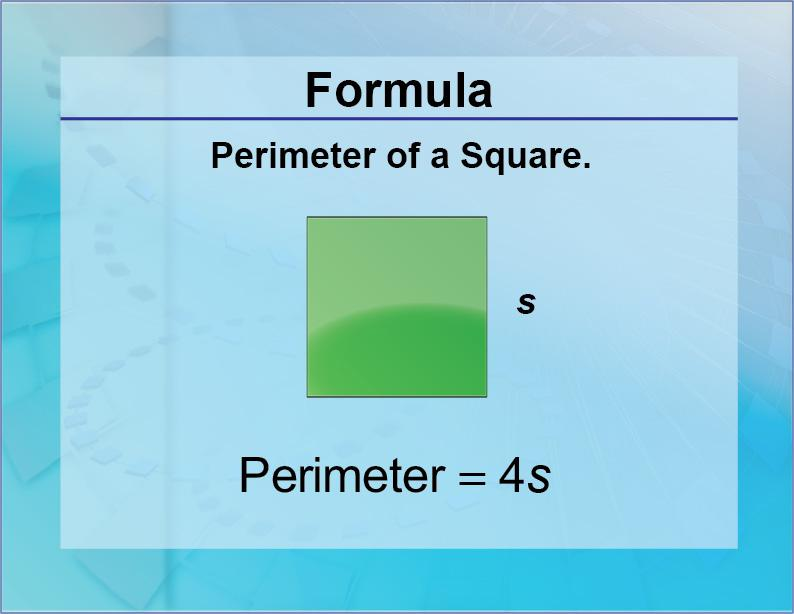 Formula
Perimeter of a Square.
s
Perimeter = 4s